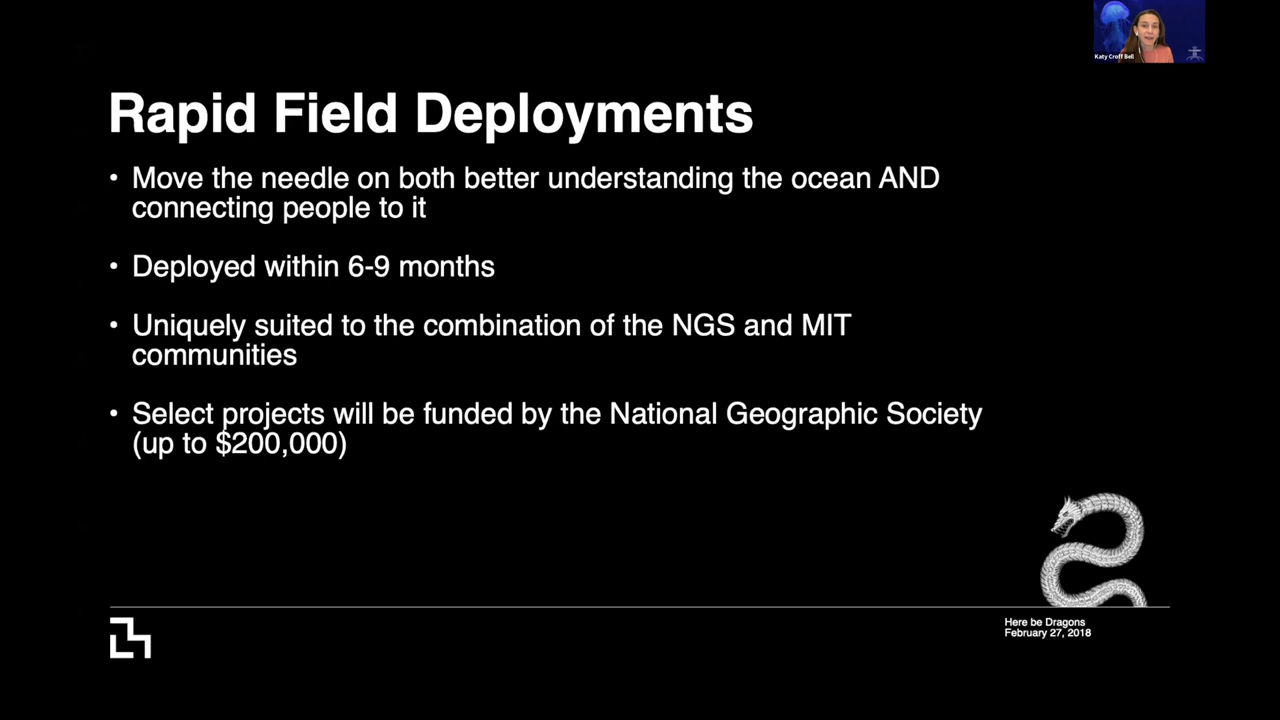 Katy Croff Bell
Rapid Field Deployments
• Move the needle on both better understanding the ocean AND
connecting people to it
• Deployed within 6-9 months
• Uniquely suited to the combination of the NGS and MIT
communities
• Select projects will be funded by the National Geographic Society
(up to $200,000)
Here be Dragons
February 27, 2018